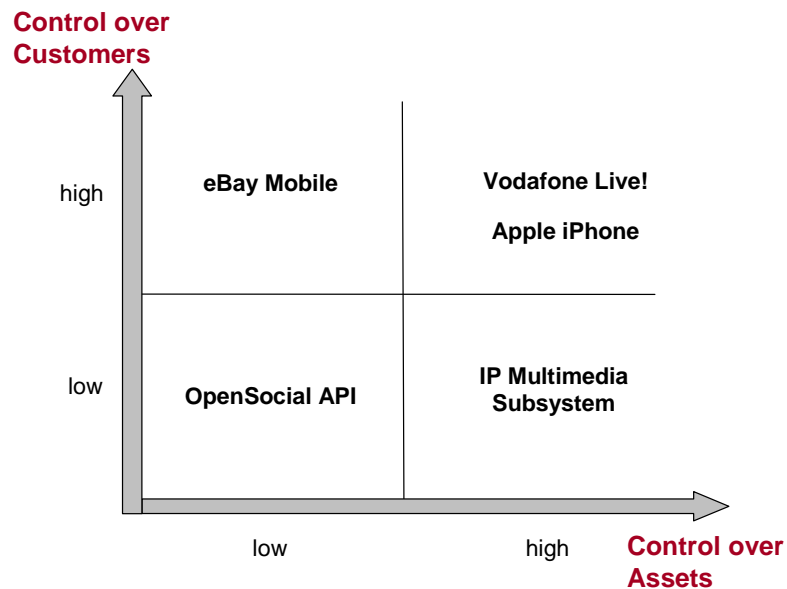 Control over
Customers
high
eBay Mobile
Vodafone Live!
Apple iPhone
low
OpenSocial API
IP Multimedia
Subsystem
low
high
Control over
Assets